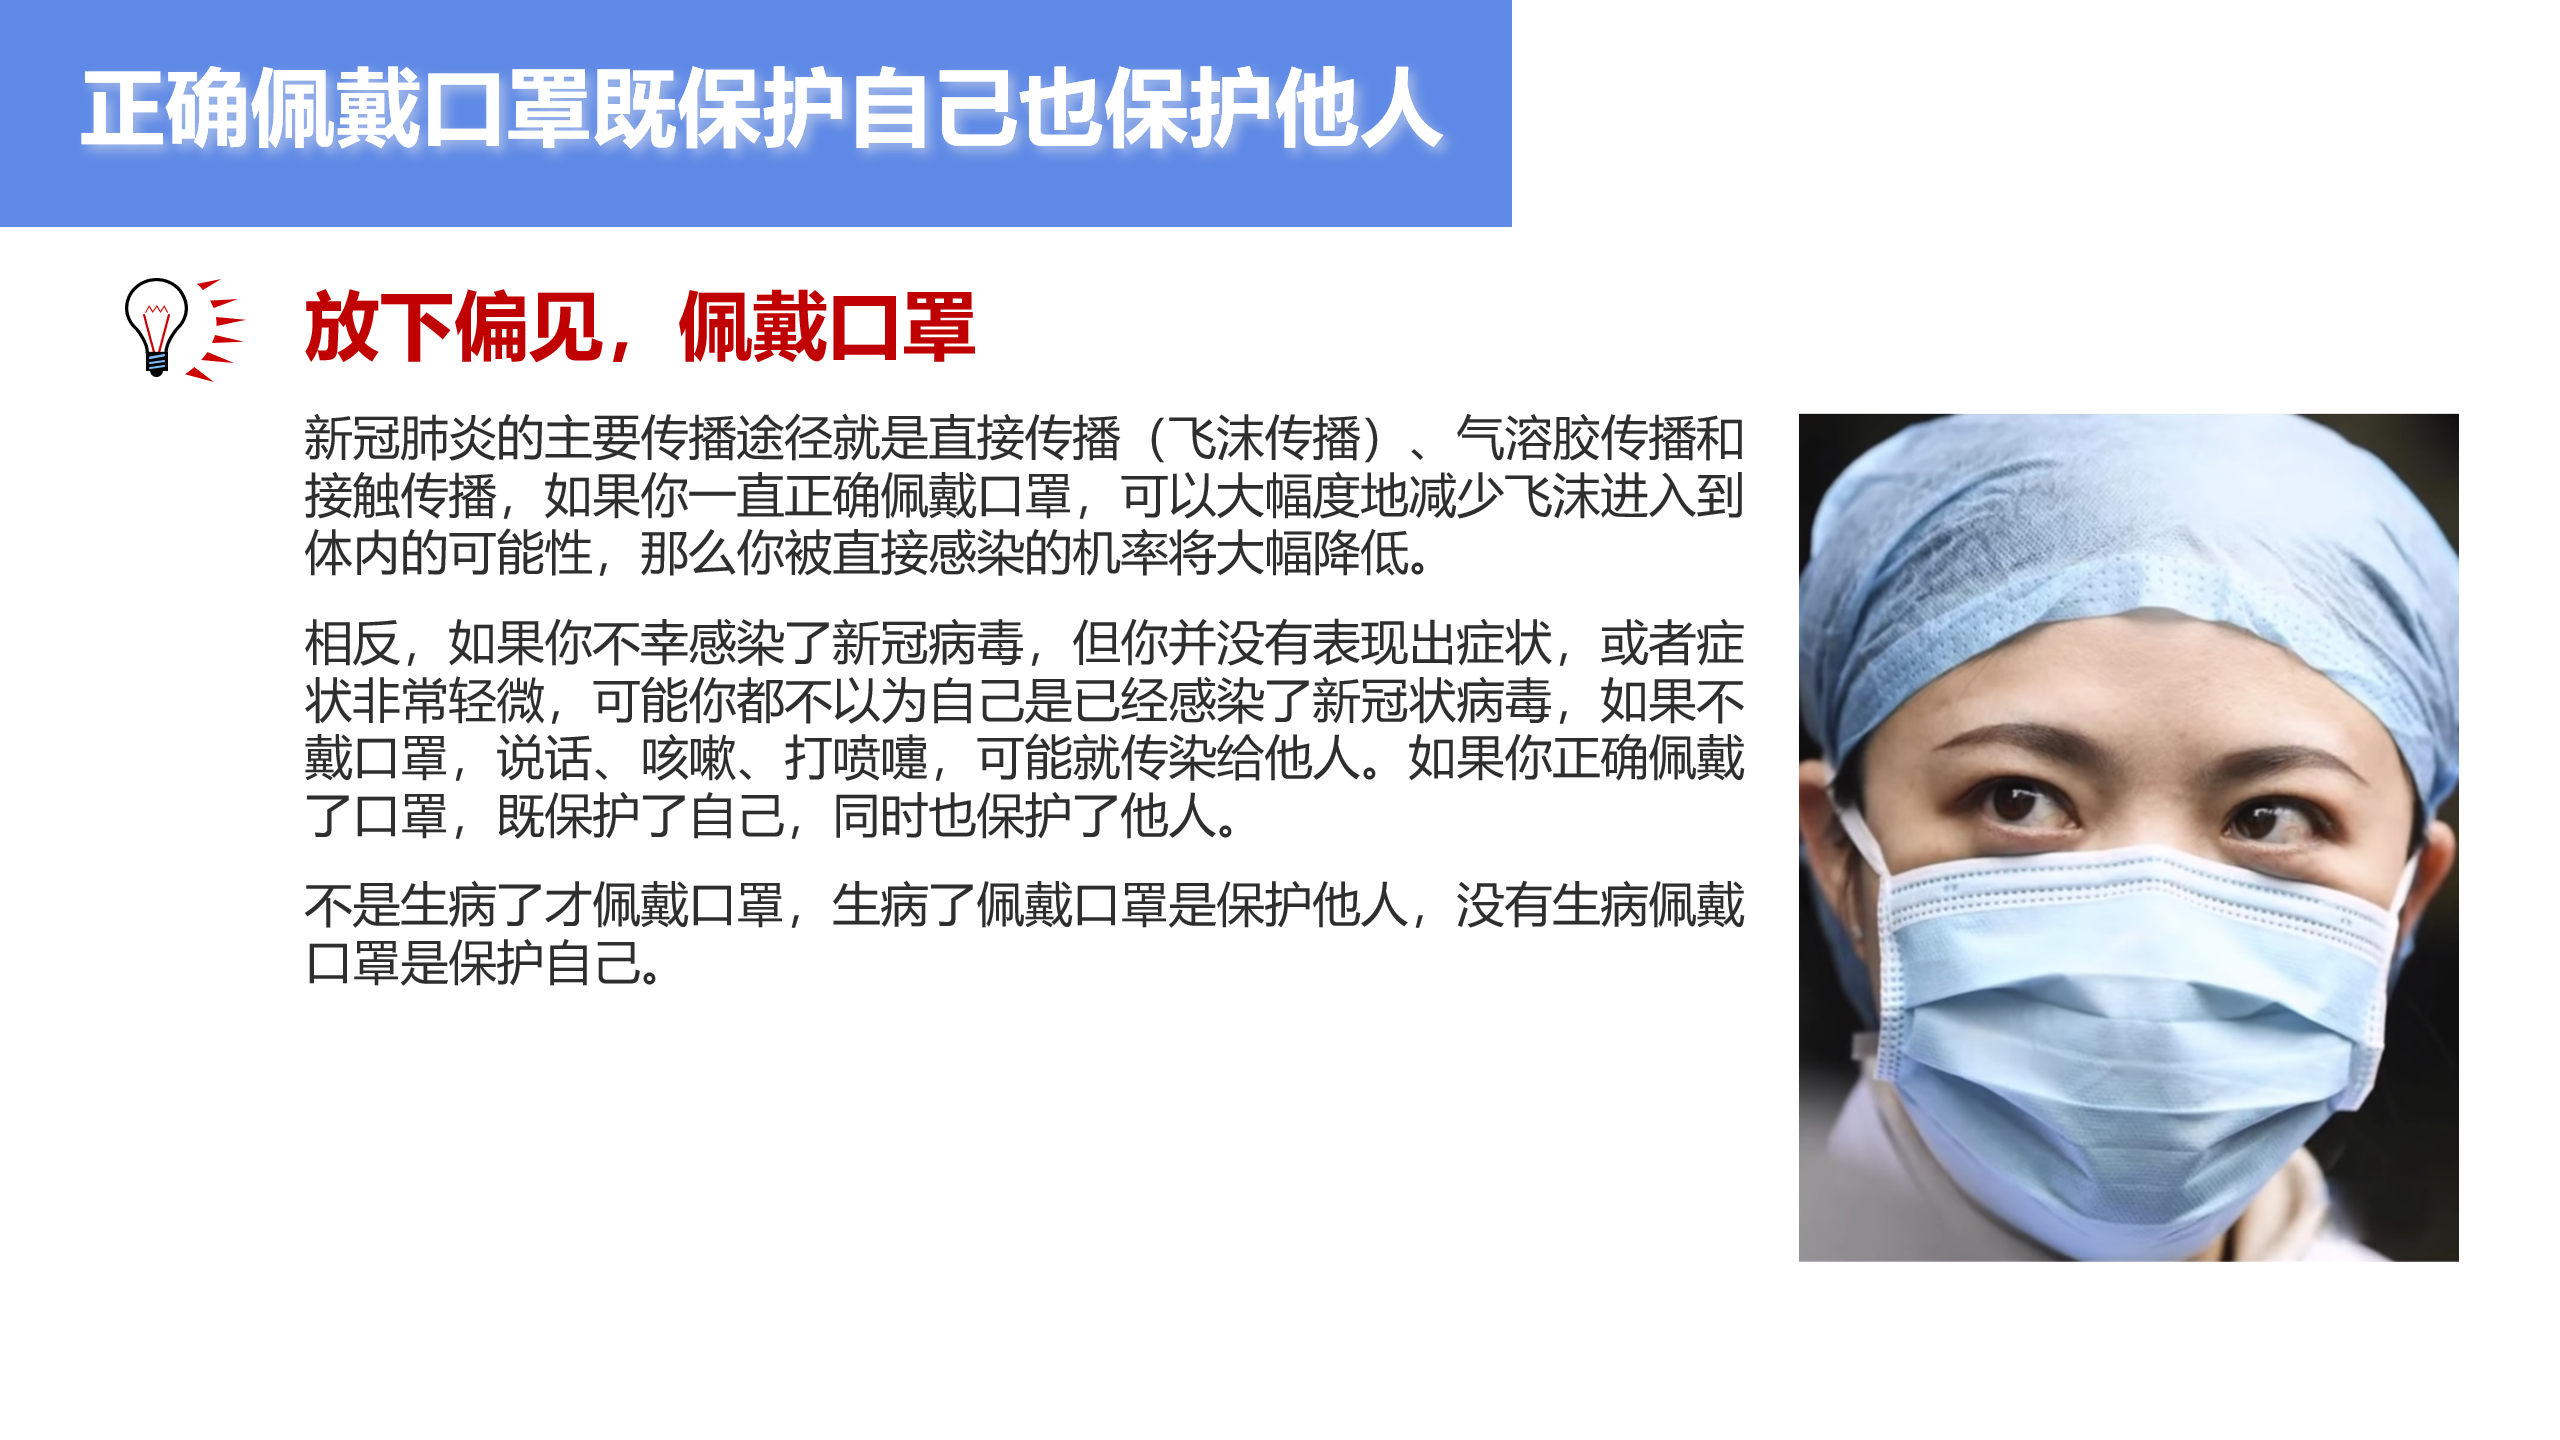 正确佩戴口罩既保护自己也保护他人
放下偏见，佩戴口罩
新冠肺炎的主要传播途径就是直接传播（飞沫传播）、气溶胶传播和
接触传播，如果你一直正确佩戴口罩，可以大幅度地减少飞沫进入到
体内的可能性，那么你被直接感染的机率将大幅降低。
相反，如果你不幸感染了新冠病毒，但你并没有表现出症状，或者症
状非常轻微，可能你都不以为自己是已经感染了新冠状病毒，如果不
戴口罩，说话、咳嗽、打喷嚏，可能就传染给他人。如果你正确佩戴
了口罩，既保护了自己，同时也保护了他人。
不是生病了才佩戴口罩，生病了佩戴口罩是保护他人，没有生病佩戴
口罩是保护自己。